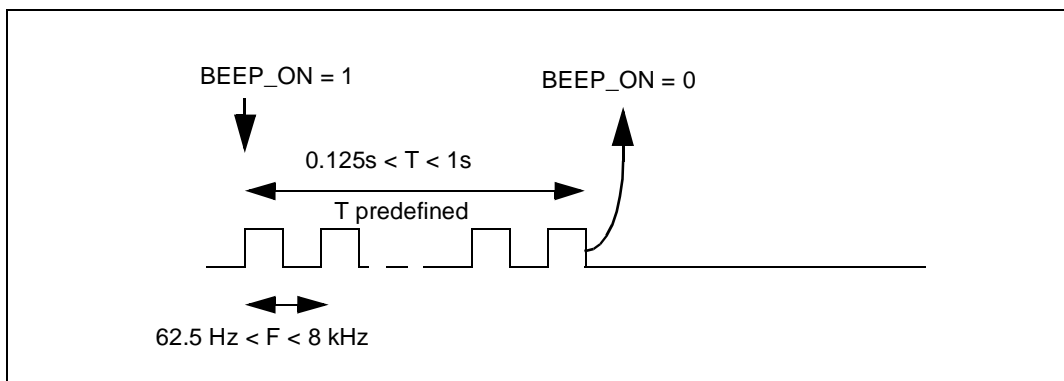 BEEP_ON = 1
BEEP_ON = 0
0.125s < T < 1s
T predefined
62.5 Hz < F < 8 kHz